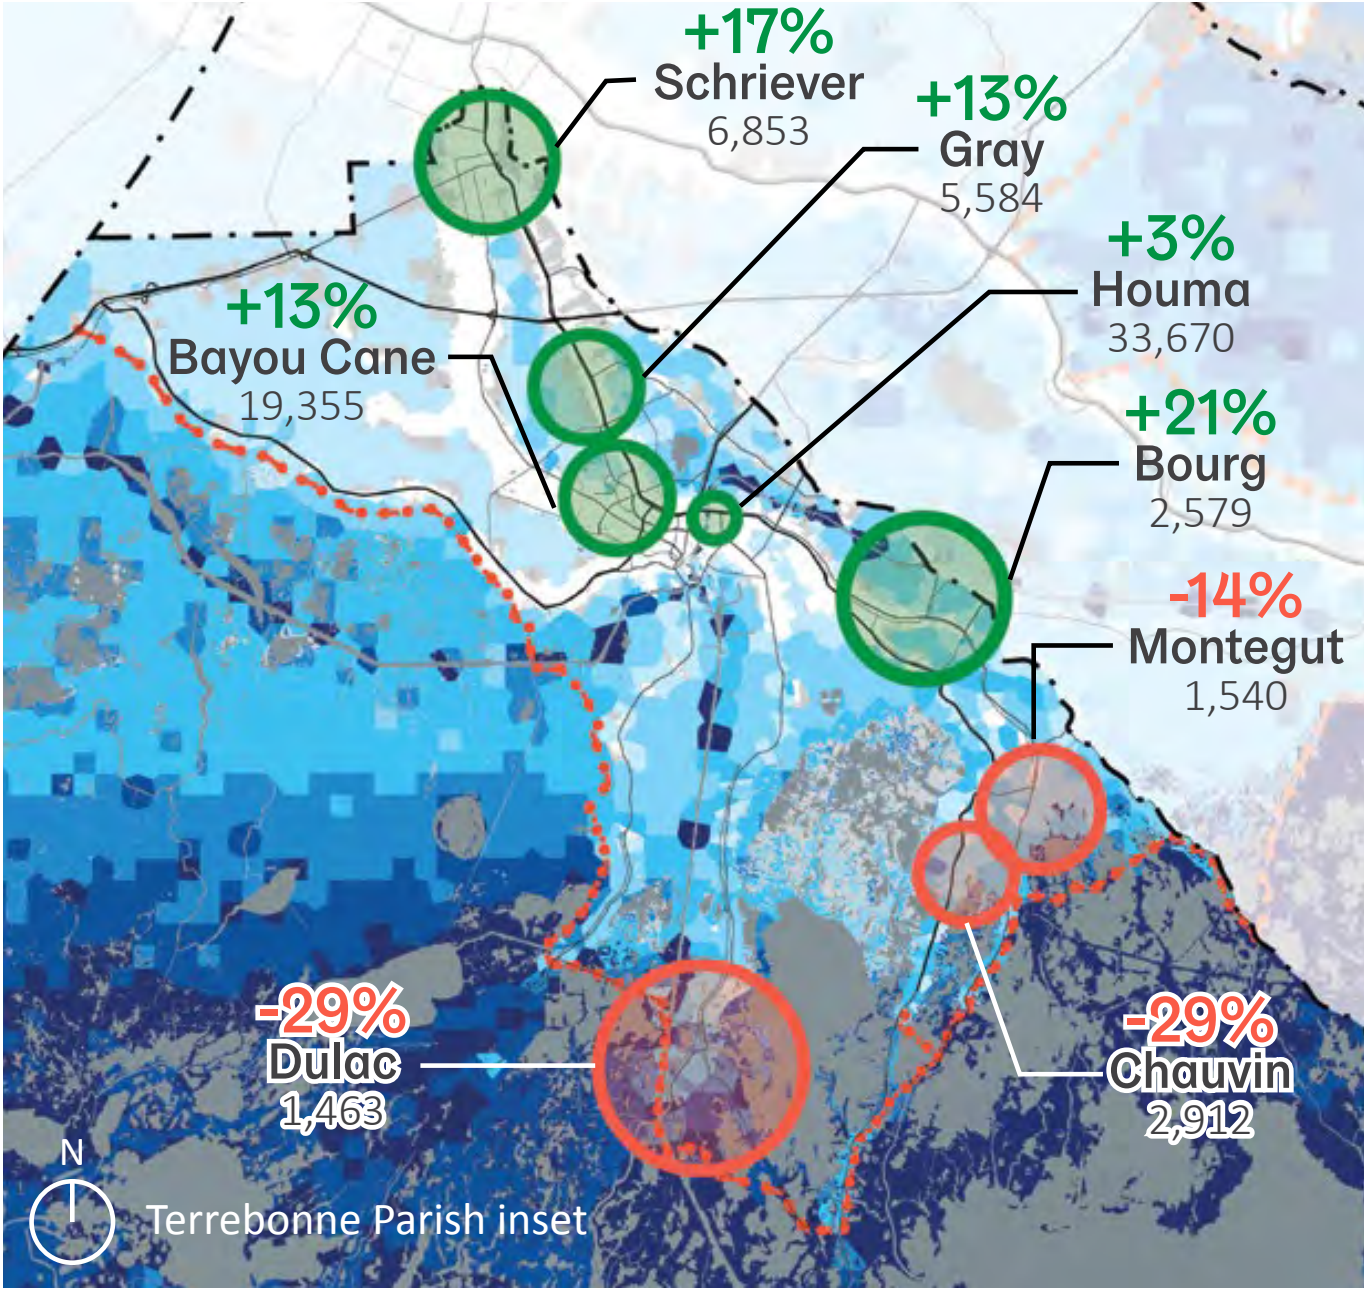 +17%
Schriever
6,853
+13%
Gray
5,584
+3%
Houma
33,670
+13%
Bayou Cane
19,355
+21%
Bourg
2,579
-14%
Montegut
1,540
-29%
Dulac
1,463
-29%
Chauvin
2,912
N
Terrebonne Parish inset